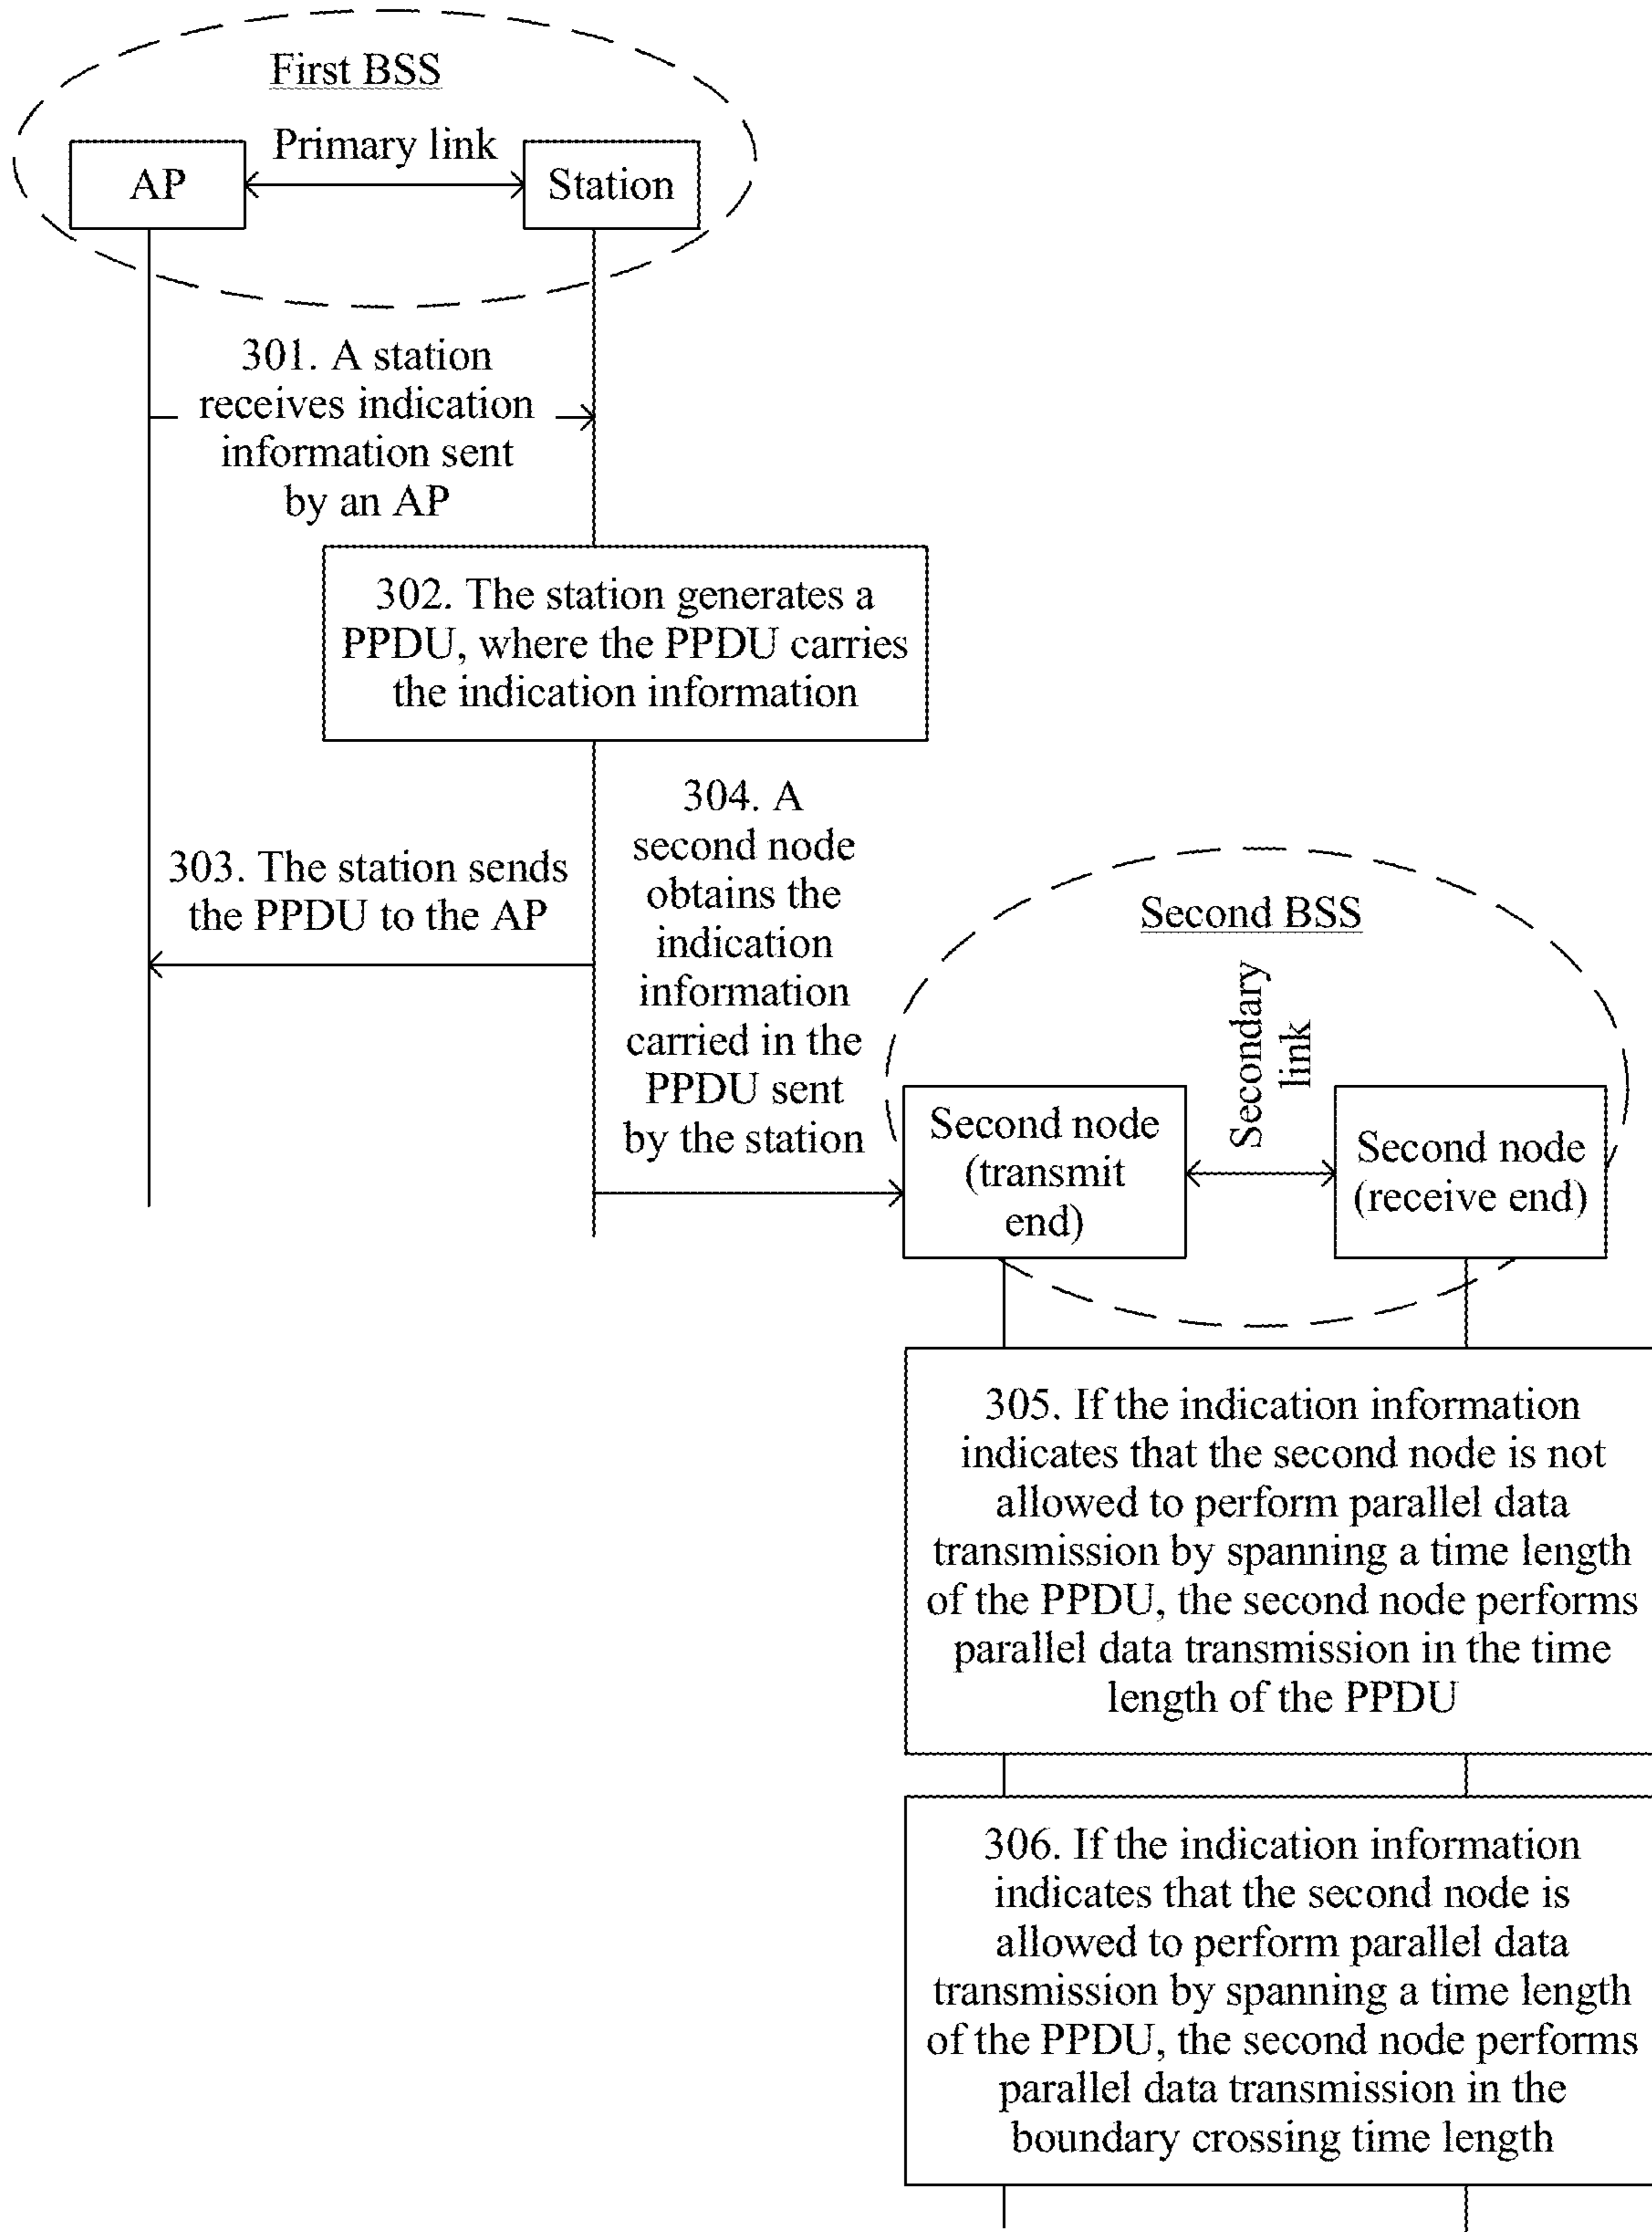 First BSS
Primary link
AP
Station
301. A station
receives indication
information sent
by an AP
302. The station generates a
PPDU, where the PPDU carries
the indication information
303. The station sends
the PPDU to the AP
304. A
second node
obtains the
indication
information
carried in the
PPDU sent
by the station
Second BSS
Secondary
link
Second node
(transmit
end)
Second node
(receive end)
305. If the indication information
indicates that the second node is not
allowed to perform parallel data
transmission by spanning a time length
of the PPDU, the second node performs
parallel data transmission in the time
length of the PPDU
306. If the indication information
indicates that the second node is
allowed to perform parallel data
transmission by spanning a time length
of the PPDU, the second node performs
parallel data transmission in the
boundary crossing time length